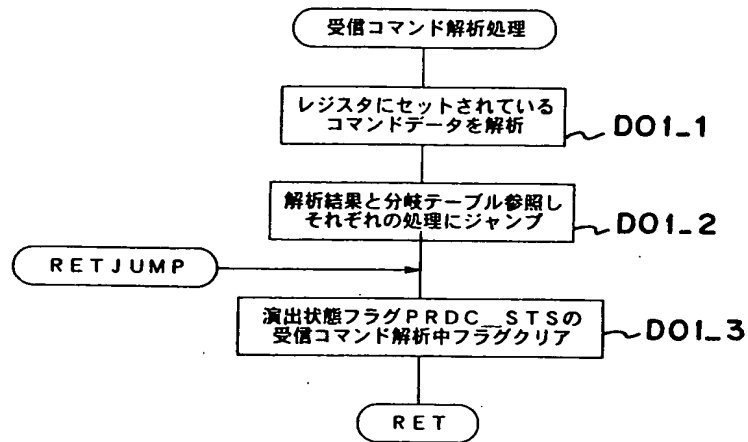 受信コマンド解析処理
レジスタにセットされている
コマンドデータを解析
D01_1
解析結果と分岐テーブル参照し
それぞれの処理にジャンプ
D01_2
RETJUMP
演出状態フラグPRDC_STSの
受信コマンド解析中フラグクリア
D01_3
RET